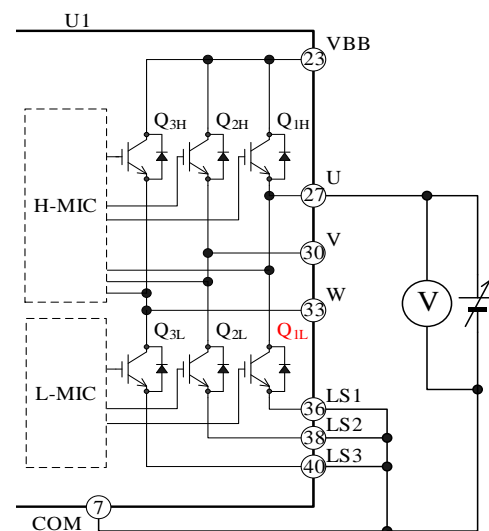 U1
VBB
23
Q3H
Q2H
Q1H
U
27
H-MIC
V
30
V
W
33
Q3L
Q2L
Q1L
L-MIC
LS1
36
LS2
38
LS3
40
7
COM